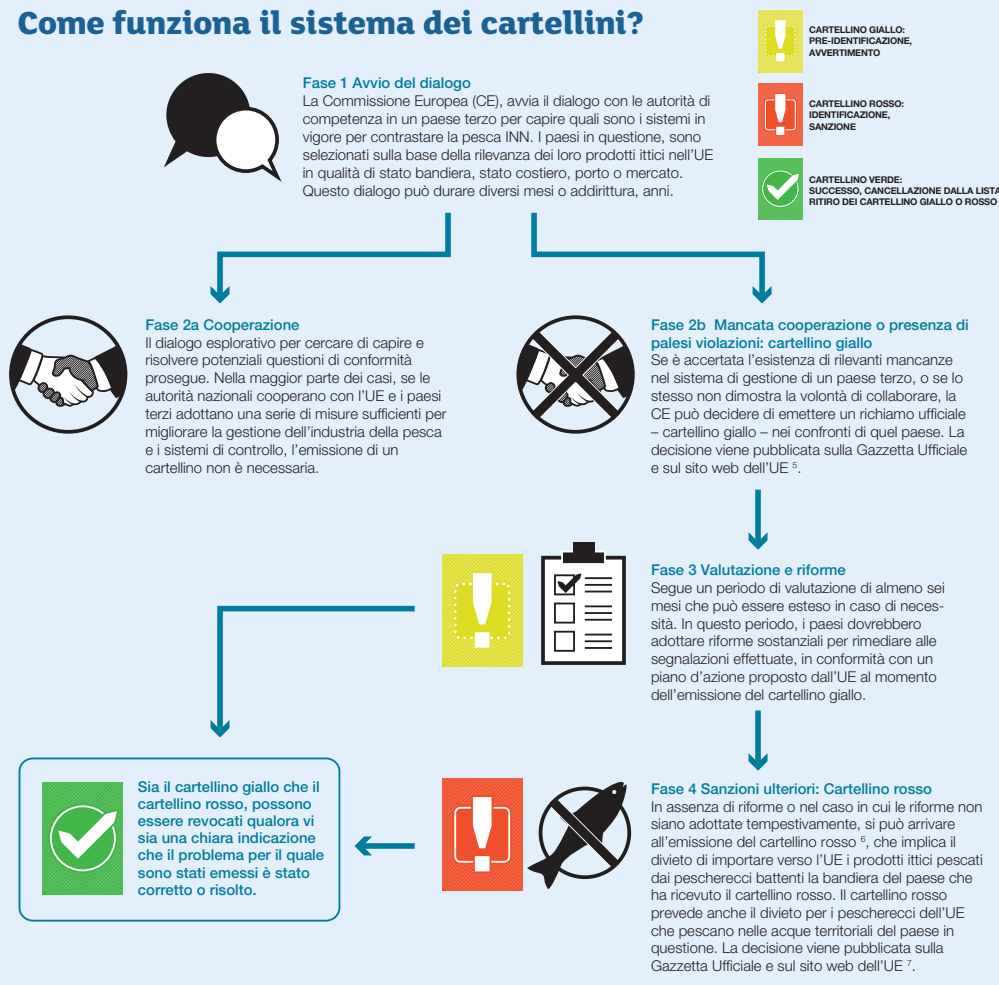 Come funziona il sistema dei cartellini?
CARTELLINO GIALLO:
PRE-IDENTIFICAZIONE,
AVVERTIMENTO
CARTELLINO ROSSO:
IDENTIFICAZIONE,
SANZIONE
CARTELLINO VERDE:
SUCCESSO, CANCELLAZIONE DALLA LISTA
RITIRO DEI CARTELLINO GIALLO O ROSSO
Fase 1 Avvio del dialogo
La Commissione Europea (CE), avvia il dialogo con le autorità di
competenza in un paese terzo per capire quali sono i sistemi in
vigore per contrastare la pesca INN. I paesi in questione, sono
selezionati sulla base della rilevanza dei loro prodotti ittici nell'UE
in qualità di stato bandiera, stato costiero, porto o mercato.
Questo dialogo può durare diversi mesi o addirittura, anni.
Fase 2a Cooperazione
Il dialogo esplorativo per cercare di capire e
risolvere potenziali questioni di conformità
prosegue. Nella maggior parte dei casi, se le
autorità nazionali cooperano con l'UE e i paesi
terzi adottano una serie di misure sufficienti per
migliorare la gestione dell'industria della pesca
e i sistemi di controllo, l'emissione di un
cartellino non è necessaria.
Fase 2b Mancata cooperazione o presenza di
palesi violazioni: cartellino giallo
Se è accertata l'esistenza di rilevanti mancanze
nel sistema di gestione di un paese terzo, o se lo
stesso non dimostra la volontà di collaborare, la
CE può decidere di emettere un richiamo ufficiale
– cartellino giallo – nei confronti di quel paese. La
decisione viene pubblicata sulla Gazzetta Ufficiale
e sul sito web dell'UE 5.
Fase 3 Valutazione e riforme
Segue un periodo di valutazione di almeno sei
mesi che può essere esteso in caso di neces-
sità. In questo periodo, i paesi dovrebbero
adottare riforme sostanziali per rimediare alle
segnalazioni effettuate, in conformità con un
piano d'azione proposto dall'UE al momento
dell'emissione del cartellino giallo.
Fase 4 Sanzioni ulteriori: Cartellino rosso
In assenza di riforme o nel caso in cui le riforme non
siano adottate tempestivamente, si può arrivare
all'emissione del cartellino rosso 6, che implica il
divieto di importare verso l'UE i prodotti ittici pescati
dai pescherecci battenti la bandiera del paese che
ha ricevuto il cartellino rosso. Il cartellino rosso
prevede anche il divieto per i pescherecci dell'UE
che pescano nelle acque territoriali del paese in
questione. La decisione viene pubblicata sulla
Gazzetta Ufficiale e sul sito web dell'UE 7.
Sia il cartellino giallo che il
cartellino rosso, possono
essere revocati qualora vi
sia una chiara indicazione
che il problema per il quale
sono stati emessi è stato
corretto o risolto.